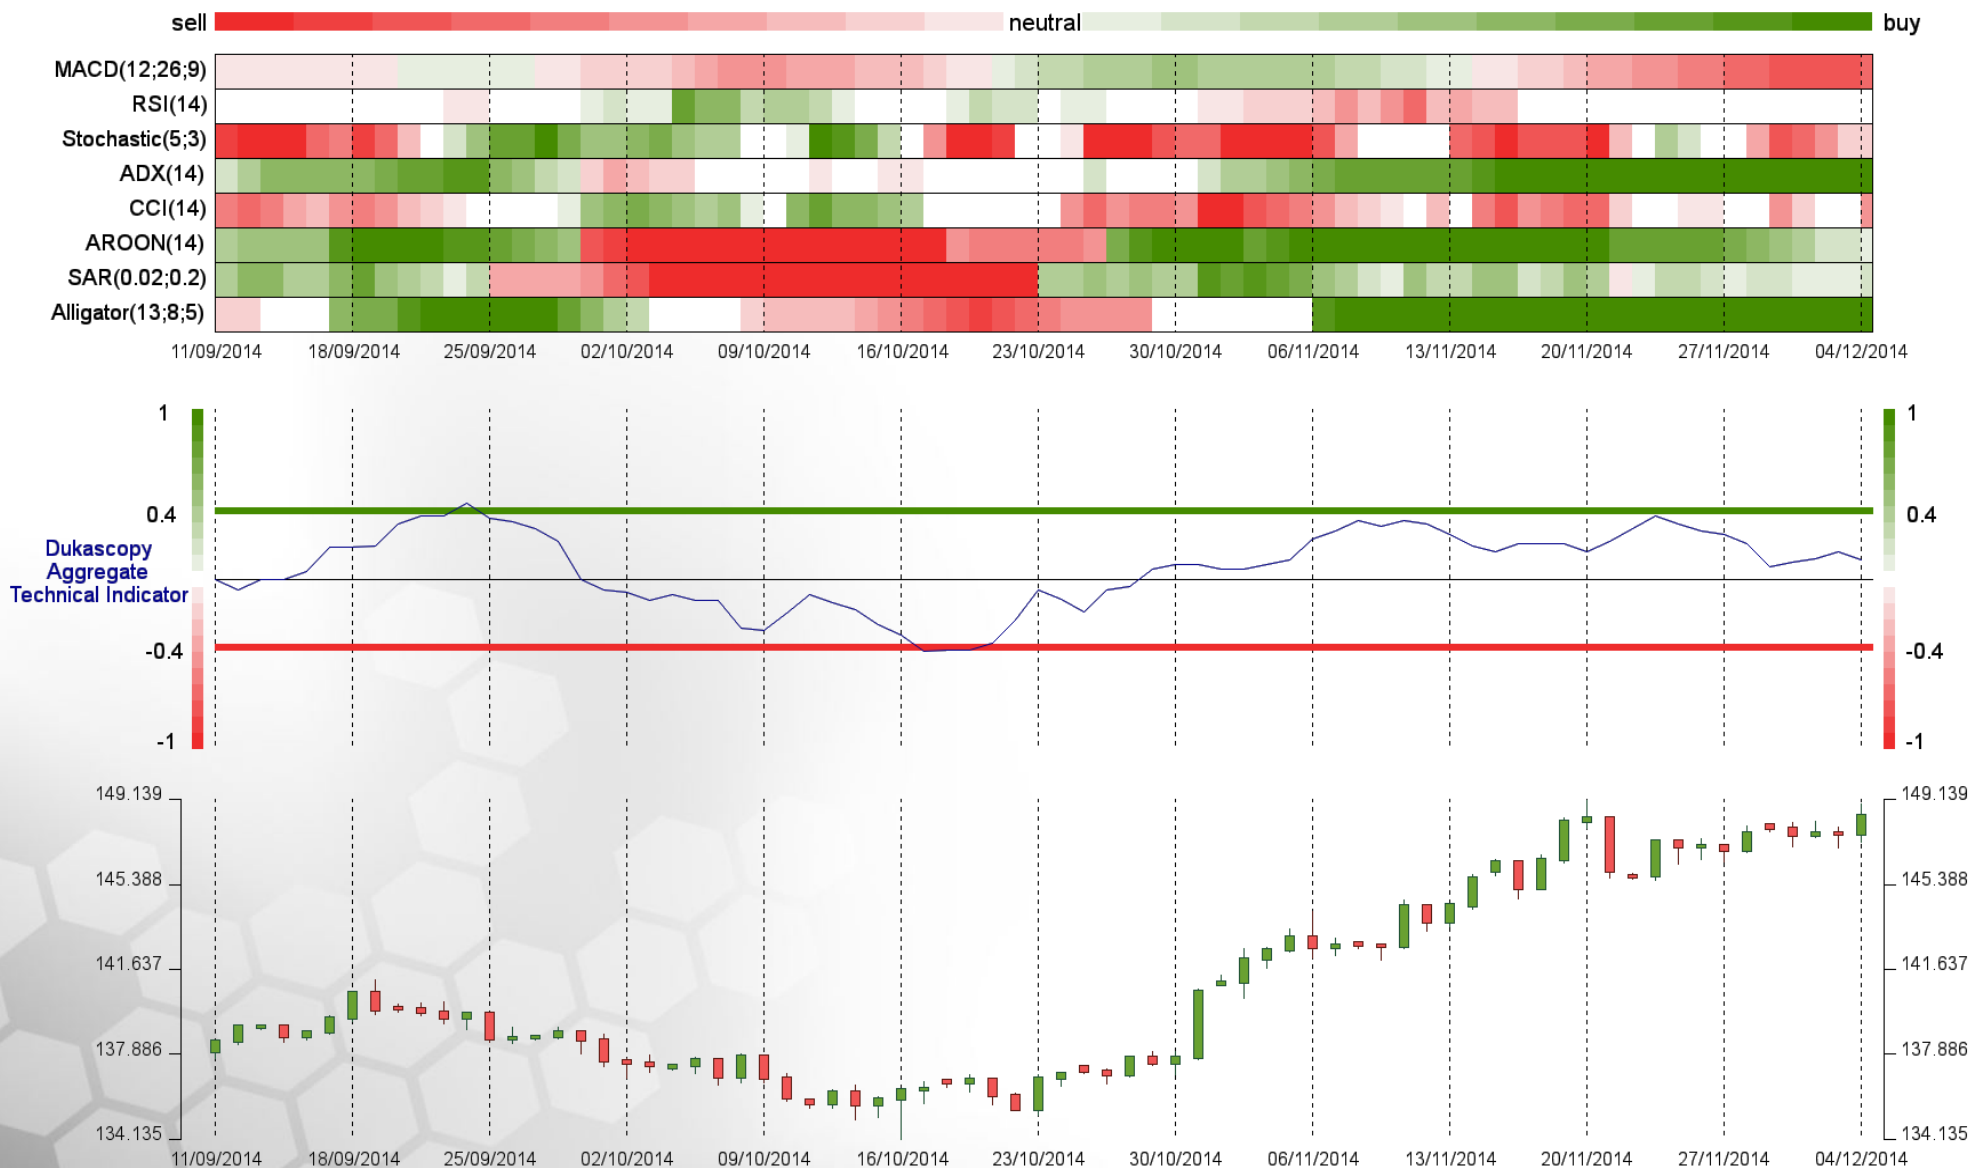 sell neutral buy
MACD(12;26;9)
RSI(14)
Stochastic(5;3)
ADX(14)
CCI(14)
AROON(14)
SAR(0.02;0.2)
Alligator(13;8;5)
11/09/2014 18/09/2014 25/09/2014 02/10/2014 09/10/2014 16/10/2014 23/10/2014 30/10/2014 06/11/2014 13/11/2014 20/11/2014 27/11/2014 04/12/2014
1 1
0.4 0.4
Dukascopy
Aggregate
Technical Indicator
-0.4 -0.4
-1 -1
149.139 149.139
145.388 145.388
141.637 141.637
137.886 137.886
134.135 134.135
11/09/2014 18/09/2014 25/09/2014 02/10/2014 09/10/2014 16/10/2014 23/10/2014 30/10/2014 06/11/2014 13/11/2014 20/11/2014 27/11/2014 04/12/2014